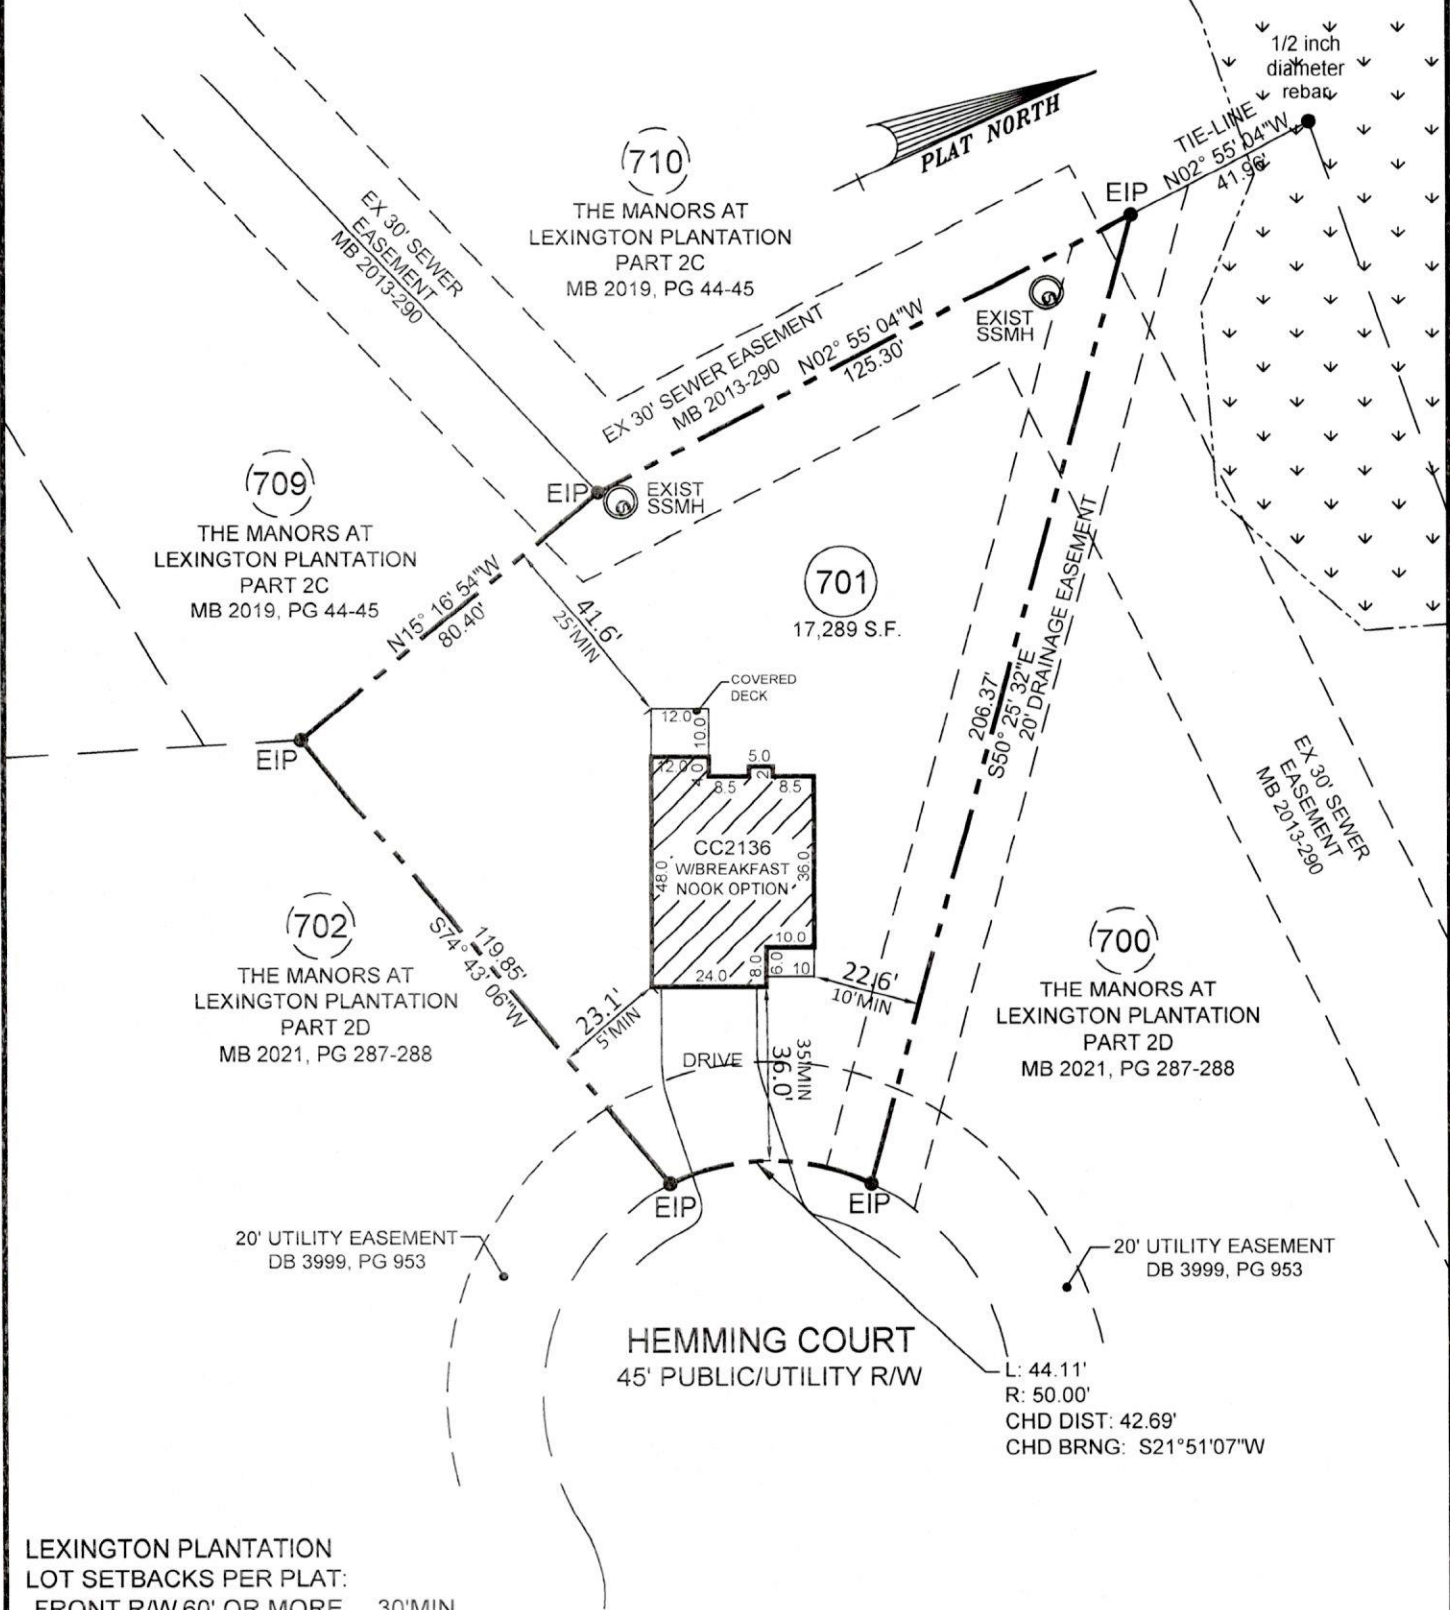 1/2 inch
diameter
rebar
TIE-LINE
N02° 55' 04"W
41.96'
PLAT NORTH
EIP
710
THE MANORS AT
LEXINGTON PLANTATION
PART 2C
MB 2019, PG 44-45
EX 30' SEWER
EASEMENT
MB 2013-290
EX 30' SEWER EASEMENT
MB 2013-290
N02° 55' 04"W
125.30'
EXIST
SSMH
S
EIP
EXIST
SSMH
S
709
THE MANORS AT
LEXINGTON PLANTATION
PART 2C
MB 2019, PG 44-45
N15° 16' 54"W
80.40'
41.6'
25'MIN
701
17,289 S.F.
206.37'
S50° 25' 32"E
20' DRAINAGE EASEMENT
EX 30' SEWER
EASEMENT
MB 2013-290
EIP
COVERED
DECK
12.0
10.0
12.0
4.0
8.5
5.0
2
8.5
CC2136
W/BREAKFAST
NOOK OPTION
48.0
36.0
10.0
24.0
8.0
6.0
10
702
THE MANORS AT
LEXINGTON PLANTATION
PART 2D
MB 2021, PG 287-288
119.85'
S74° 43' 06"W
23.1'
5'MIN
22.6'
10'MIN
700
THE MANORS AT
LEXINGTON PLANTATION
PART 2D
MB 2021, PG 287-288
DRIVE
35'MIN
36.0'
EIP
EIP
20' UTILITY EASEMENT
DB 3999, PG 953
20' UTILITY EASEMENT
DB 3999, PG 953
HEMMING COURT
45' PUBLIC/UTILITY R/W
L: 44.11'
R: 50.00'
CHD DIST: 42.69'
CHD BRNG: S21°51'07"W
LEXINGTON PLANTATION
LOT SETBACKS PER PLAT:
FRONT R/W 60' OR MORE 30'MIN